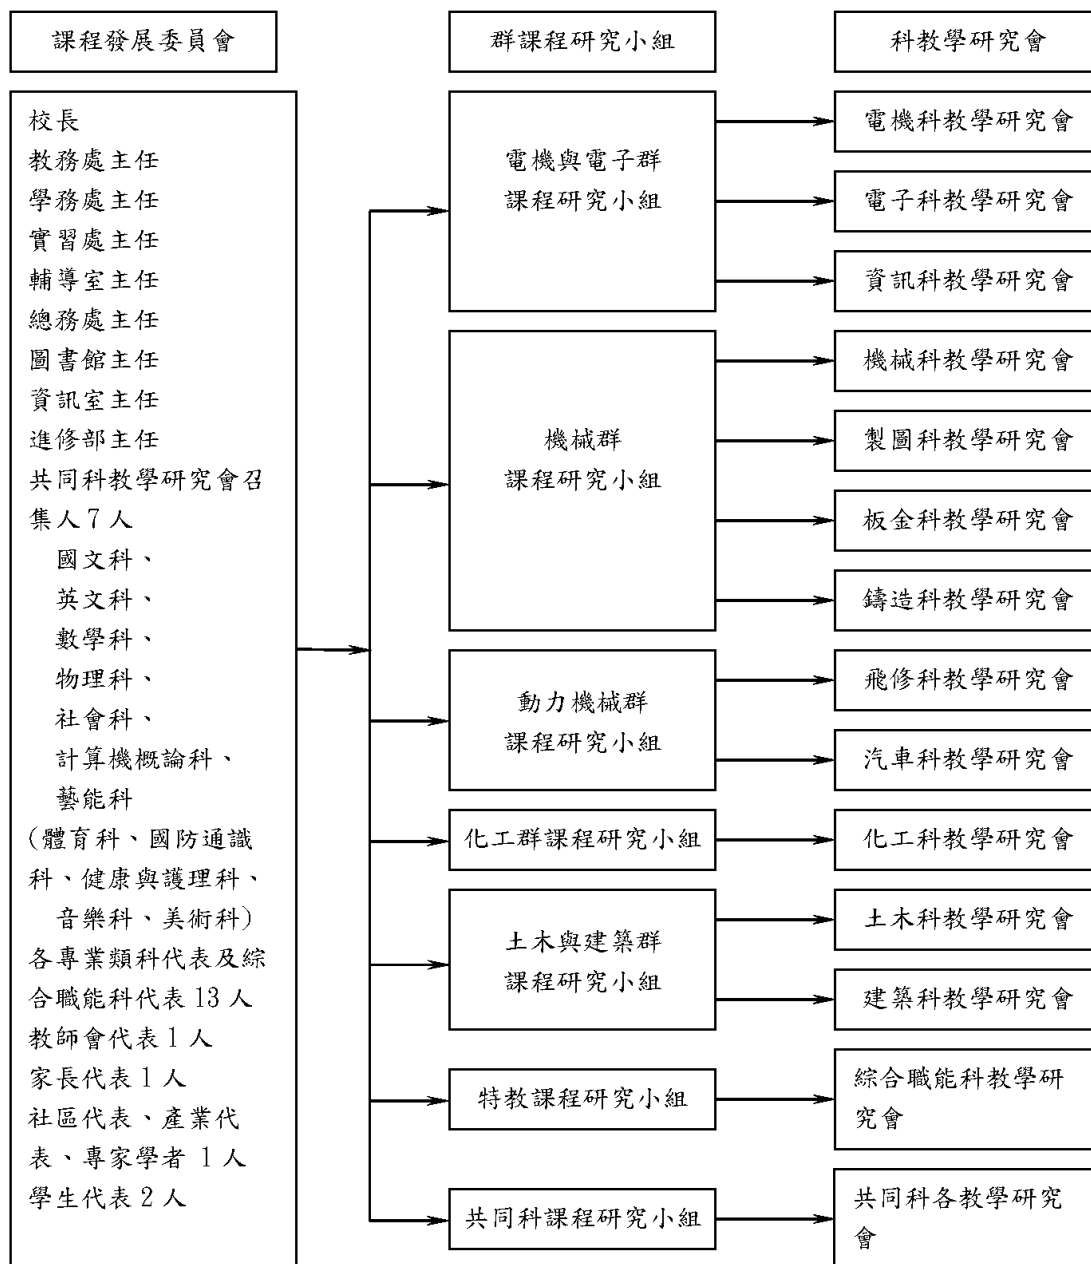 課程發展委員會
群課程研究小組
科教學研究會
校長
教務處主任
學務處主任
實習處主任
輔導室主任
總務處主任
圖書館主任
資訊室主任
進修部主任
共同科教學研究會召
集人7人
國文科、
英文科、
數學科、
物理科、
社會科、
計算機概論科、
藝能科
(體育科、國防通識
科、健康與護理科、
音樂科、美術科)
各專業類科代表及綜
合職能科代表 13 人
教師會代表 1 人
家長代表 1 人
社區代表、產業代
表、專家學者 1 人
學生代表 2 人
電機與電子群
課程研究小組
機械群
課程研究小組
動力機械群
課程研究小組
化工群課程研究小組
土木與建築群
課程研究小組
特教課程研究小組
共同科課程研究小組
電機科教學研究會
電子科教學研究會
資訊科教學研究會
機械科教學研究會
製圖科教學研究會
板金科教學研究會
鑄造科教學研究會
飛修科教學研究會
汽車科教學研究會
化工科教學研究會
土木科教學研究會
建築科教學研究會
綜合職能科教學研
究會
共同科各教學研究
會